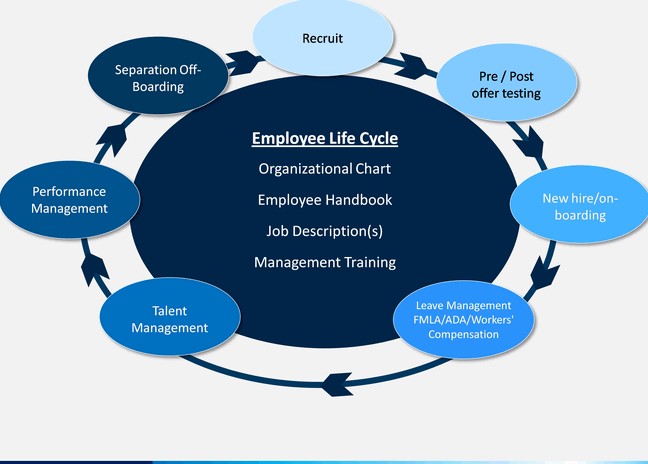 Recruit
Pre / Post
offer testing
New hire/on-
boarding
Leave Management
FMLA/ADA/Workers'
Compensation
Talent
Management
Performance
Management
Separation Off-
Boarding
Employee Life Cycle
Organizational Chart
Employee Handbook
Job Description(s)
Management Training